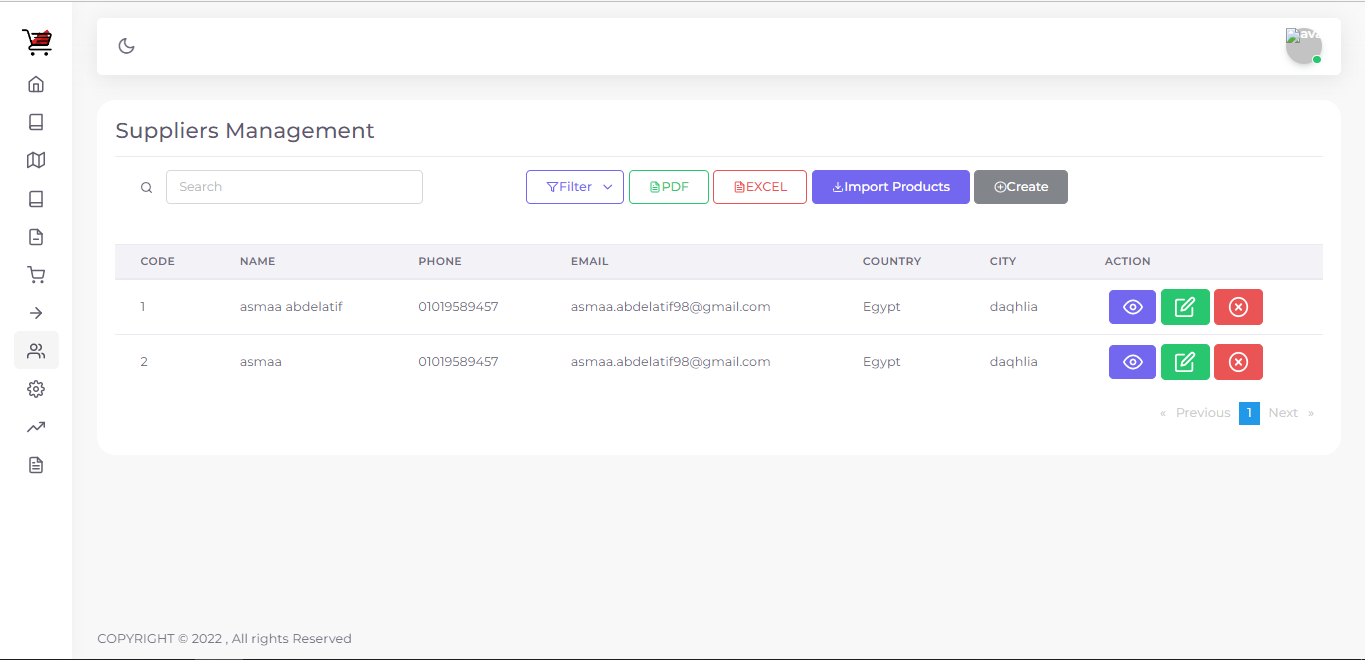 ava
Suppliers Management
Search
Filter PDF EXCEL Import Products Create
CODE NAME PHONE EMAIL COUNTRY CITY ACTION
1 asmaa abdelatif 01019589457 asmaa.abdelatif98@gmail.com Egypt daqhlia
2 asmaa 01019589457 asmaa.abdelatif98@gmail.com Egypt daqhlia
« Previous 1 Next »
COPYRIGHT © 2022 , All rights Reserved